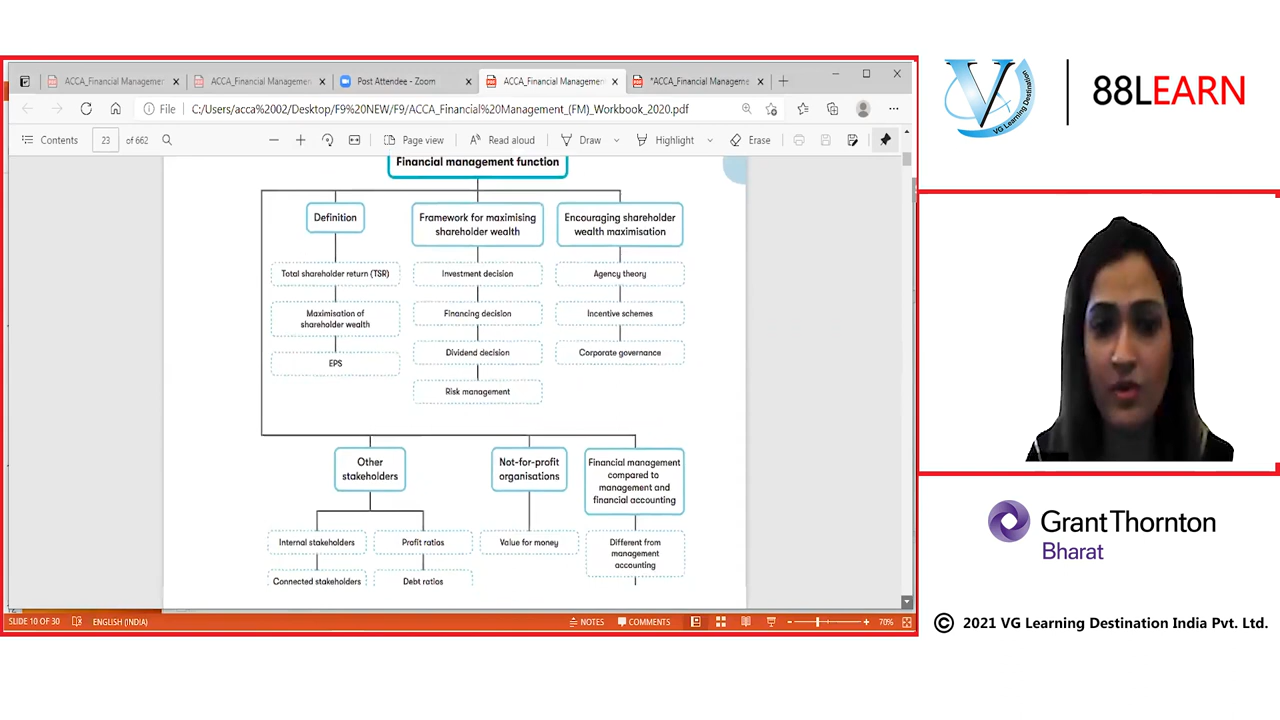 ACCA_Financial Management
ACCA_Financial Management
Post Attendee - Zoom
ACCA_Financial Management
*ACCA_Financial Manageme
File
C:/Users/acca%2002/Desktop/F9%20NEW/F9/ACCA_Financial%20Management_(FM)_Workbook_2020.pdf
Contents
23
of 662
Page view
Read aloud
Draw
Highlight
Erase
Financial management function
Definition
Framework for maximising
shareholder wealth
Encouraging shareholder
wealth maximisation
Total shareholder return (TSR)
Investment decision
Agency theory
Maximisation of
shareholder wealth
Financing decision
Incentive schemes
EPS
Dividend decision
Corporate governance
Risk management
Other
stakeholders
Not-for-profit
organisations
Financial management
compared to
management and
financial accounting
Internal stakeholders
Profit ratios
Value for money
Different from
management
accounting
Connected stakeholders
Debt ratios
SLIDE 10 OF 30
ENGLISH (INDIA)
NOTES
COMMENTS
70%
V
VG Learning Destination
88LEARN
Grant Thornton
Bharat
© 2021 VG Learning Destination India Pvt. Ltd.